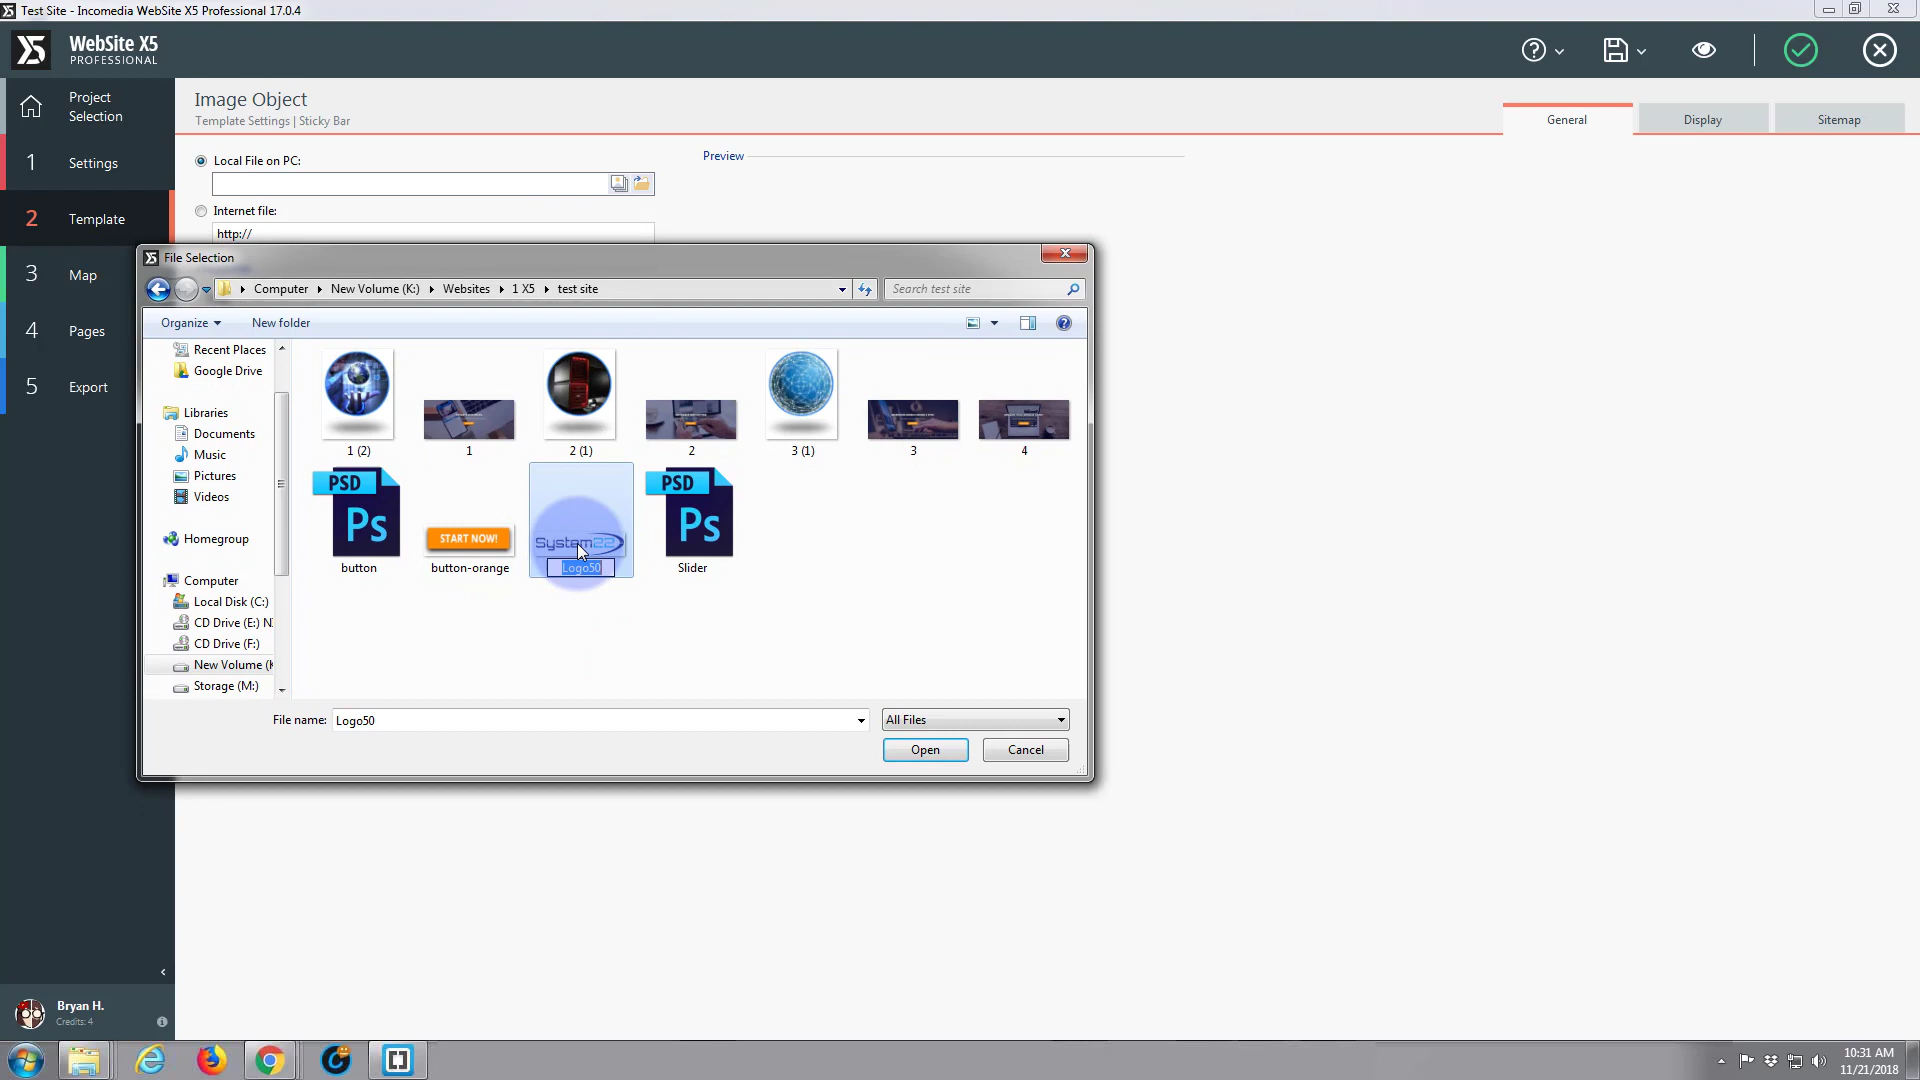 Test Site - Incomedia WebSite X5 Professional 17.0.4
WebSite X5
PROFESSIONAL
Project
Selection
1 Settings
2 Template
3 Map
4 Pages
5 Export
Bryan H.
Credits: 4
Image Object
Template Settings | Sticky Bar
General
Display
Sitemap
Local File on PC:
Preview
Internet file:
http://
File Selection
Computer
New Volume (K:)
Websites
1 X5
test site
Search test site
Organize
New folder
Recent Places
Google Drive
Libraries
Documents
Music
Pictures
Videos
Homegroup
Computer
Local Disk (C:)
CD Drive (E:) N
CD Drive (F:)
New Volume (K
Storage (M:)
1 (2)
1
2 (1)
2
3 (1)
3
4
PSD
Ps
button
START NOW!
button-orange
System22
Logo50
PSD
Ps
Slider
File name:
Logo50
All Files
Open
Cancel
10:31 AM
11/21/2018